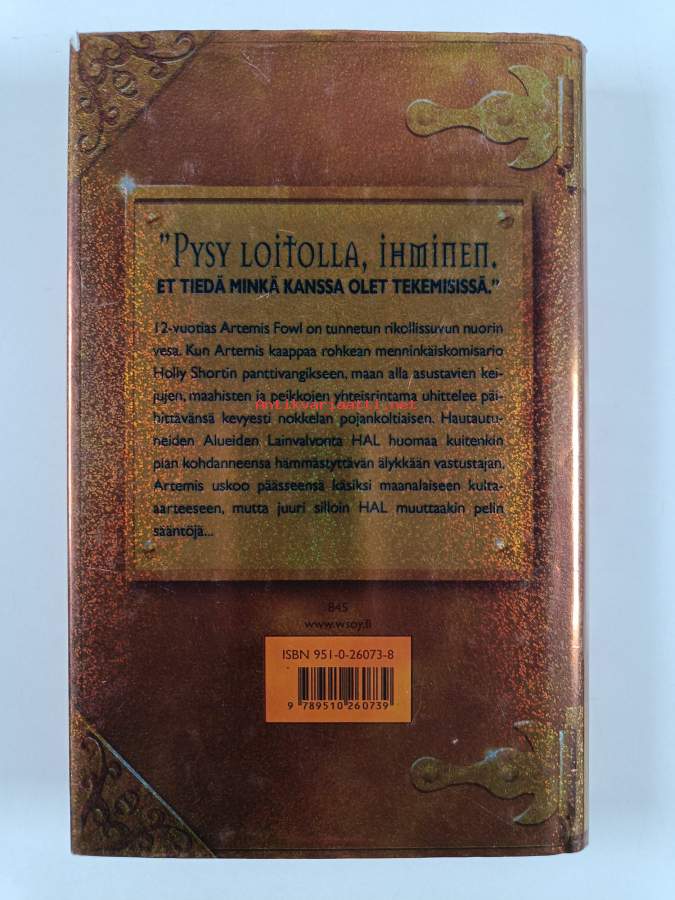 "Pysy loitolla, ihminen.
ET TIEDÄ MINKÄ KANSSA OLET TEKEMISISSÄ."
12-vuotias Artemis Fowl on tunnetun rikollissuvun nuorin
vesa. Kun Artemis kaappaa rohkean menninkäiskomisario
Holly Shortin panttivangikseen, maan alla asustavien kei-
jujen, maahisten ja peikkojen yhteisrintama uhittelee päi-
Antikvariaatti.net
hittävänsä kevyesti nokkelan pojankoltiaisen. Hautautu-
neiden Alueiden Lainvalvonta HAL huomaa kuitenkin
pian kohdanneensa hämmästyttävän älykkään vastustajan.
Artemis uskoo päässeensä käsiksi maanalaiseen kulta-
aarteeseen, mutta juuri silloin HAL muuttaakin pelin
sääntöjä...
845
www.wsoy.fi
ISBN 951-0-26073-8
9 789510 260739